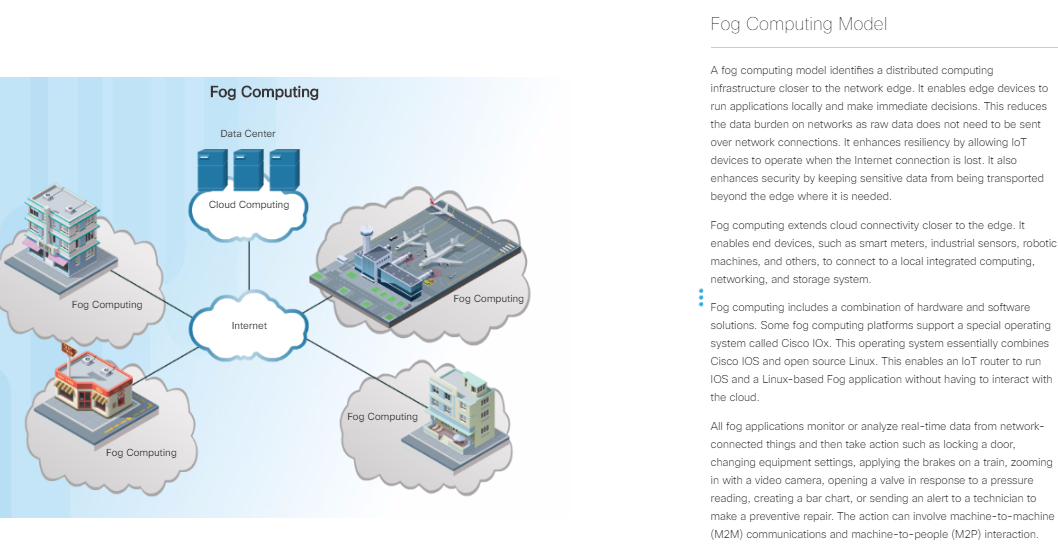 Fog Computing
Data Center
Cloud Computing
Fog Computing
Fog Computing
Internet
Fog Computing
Fog Computing
Fog Computing Model
A fog computing model identifies a distributed computing
infrastructure closer to the network edge. It enables edge devices to
run applications locally and make immediate decisions. This reduces
the data burden on networks as raw data does not need to be sent
over network connections. It enhances resiliency by allowing IoT
devices to operate when the Internet connection is lost. It also
enhances security by keeping sensitive data from being transported
beyond the edge where it is needed.
Fog computing extends cloud connectivity closer to the edge. It
enables end devices, such as smart meters, industrial sensors, robotic
machines, and others, to connect to a local integrated computing,
networking, and storage system.
Fog computing includes a combination of hardware and software
solutions. Some fog computing platforms support a special operating
system called Cisco IOx. This operating system essentially combines
Cisco IOS and open source Linux. This enables an IoT router to run
IOS and a Linux-based Fog application without having to interact with
the cloud.
All fog applications monitor or analyze real-time data from network-
connected things and then take action such as locking a door,
changing equipment settings, applying the brakes on a train, zooming
in with a video camera, opening a valve in response to a pressure
reading, creating a bar chart, or sending an alert to a technician to
make a preventive repair. The action can involve machine-to-machine
(M2M) communications and machine-to-people (M2P) interaction.